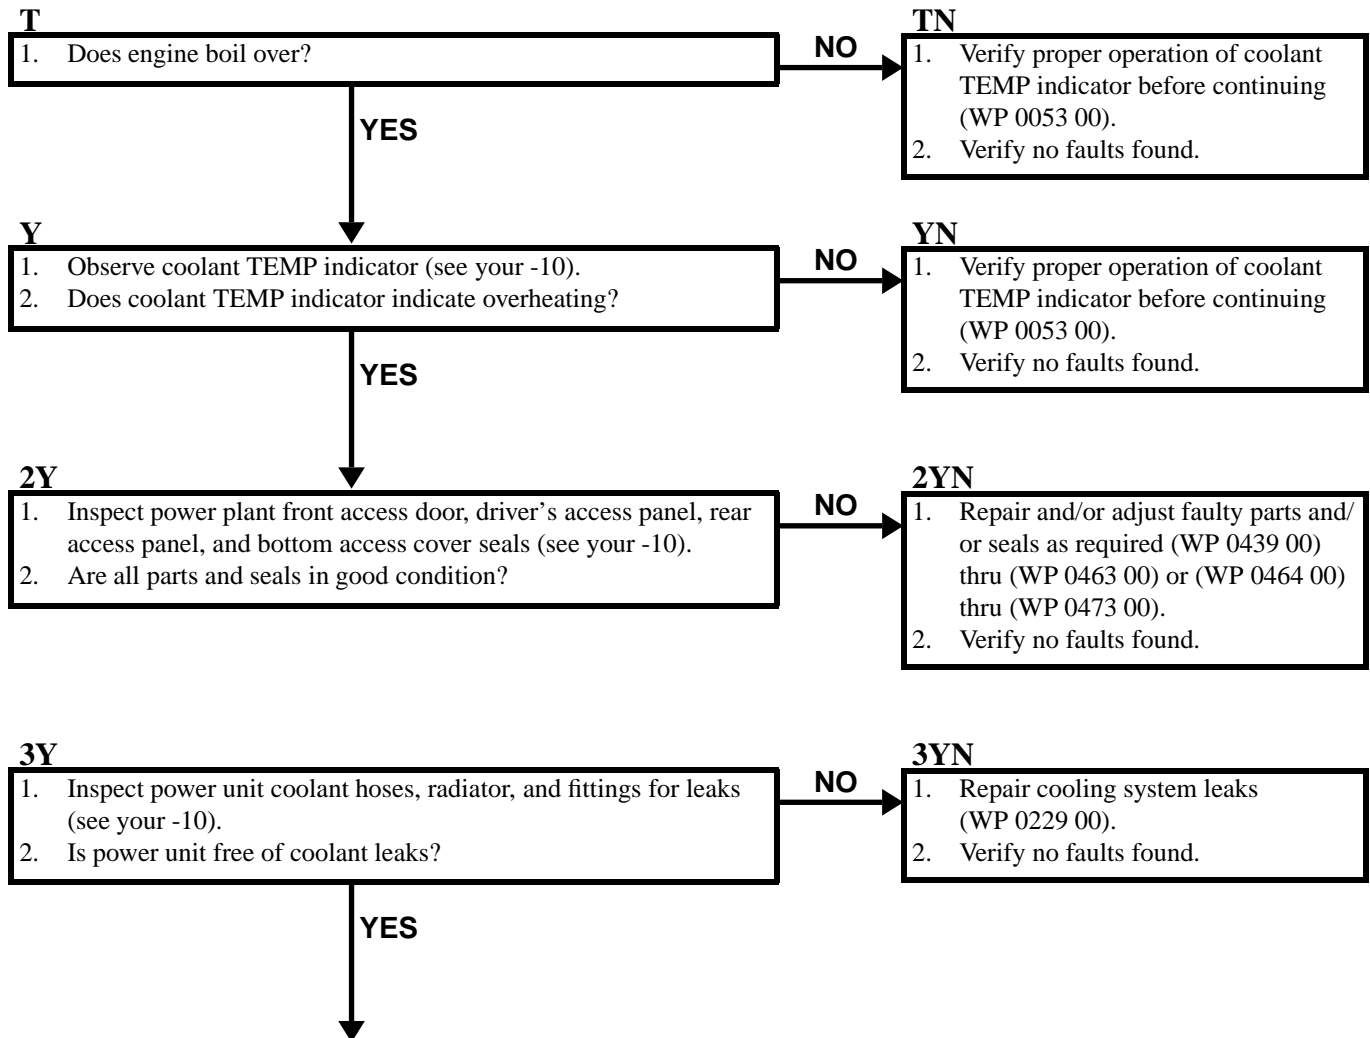 T
1. Does engine boil over?
NO
TN
1. Verify proper operation of coolant
TEMP indicator before continuing
(WP 0053 00).
2. Verify no faults found.
YES
Y
1. Observe coolant TEMP indicator (see your -10).
2. Does coolant TEMP indicator indicate overheating?
NO
YN
1. Verify proper operation of coolant
TEMP indicator before continuing
(WP 0053 00).
2. Verify no faults found.
YES
2Y
1. Inspect power plant front access door, driver’s access panel, rear
access panel, and bottom access cover seals (see your -10).
2. Are all parts and seals in good condition?
NO
2YN
1. Repair and/or adjust faulty parts and/
or seals as required (WP 0439 00)
thru (WP 0463 00) or (WP 0464 00)
thru (WP 0473 00).
2. Verify no faults found.
3Y
1. Inspect power unit coolant hoses, radiator, and fittings for leaks
(see your -10).
2. Is power unit free of coolant leaks?
NO
3YN
1. Repair cooling system leaks
(WP 0229 00).
2. Verify no faults found.
YES